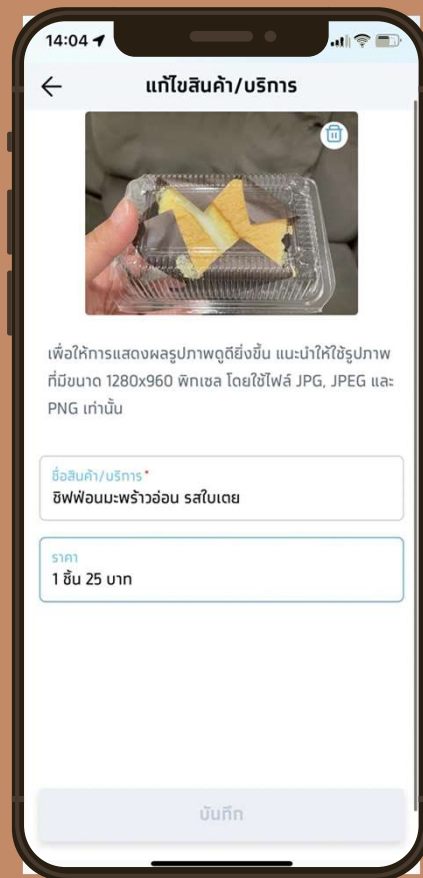 14:04
แก้ไขสินค้า/บริการ
เพื่อให้การแสดงผลรูปภาพดูดียิ่งขึ้น แนะนำให้ใช้รูปภาพ
ที่มีขนาด 1280x960 พิกเซล โดยใช้ไฟล์ JPG, JPEG และ
PNG เท่านั้น
ชื่อสินค้า/บริการ*
ชิฟฟ่อนมะพร้าวอ่อน รสใบเตย
ราคา
1 ชิ้น 25 บาท
บันทึก